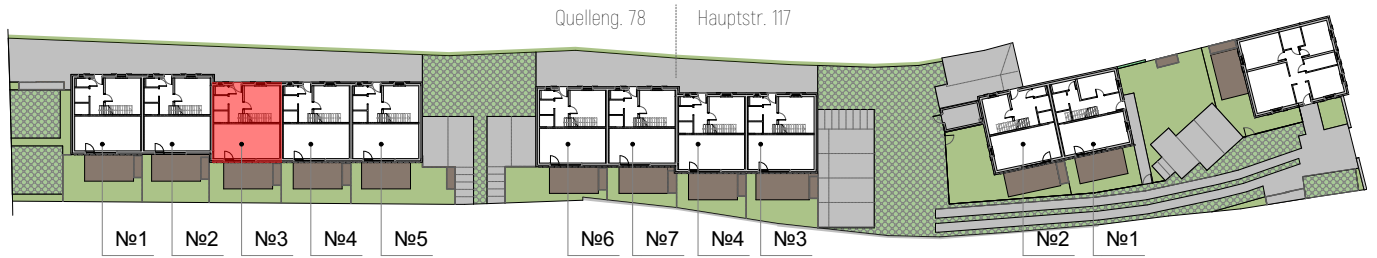 Quelleng. 78 Hauptstr. 117
№1 №2 №3 №4 №5 №6 №7 №4 №3 №2 №1